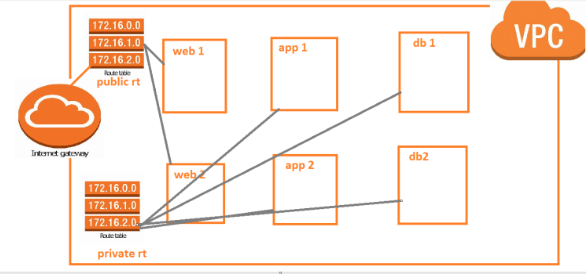 172.16.0.0
172.16.1.0
172.16.2.0
Route table
public rt
web 1
app 1
db 1
VPC
Internet gateway
web 2
app 2
db2
172.16.0.0
172.16.1.0
172.16.2.0
Route table
private rt